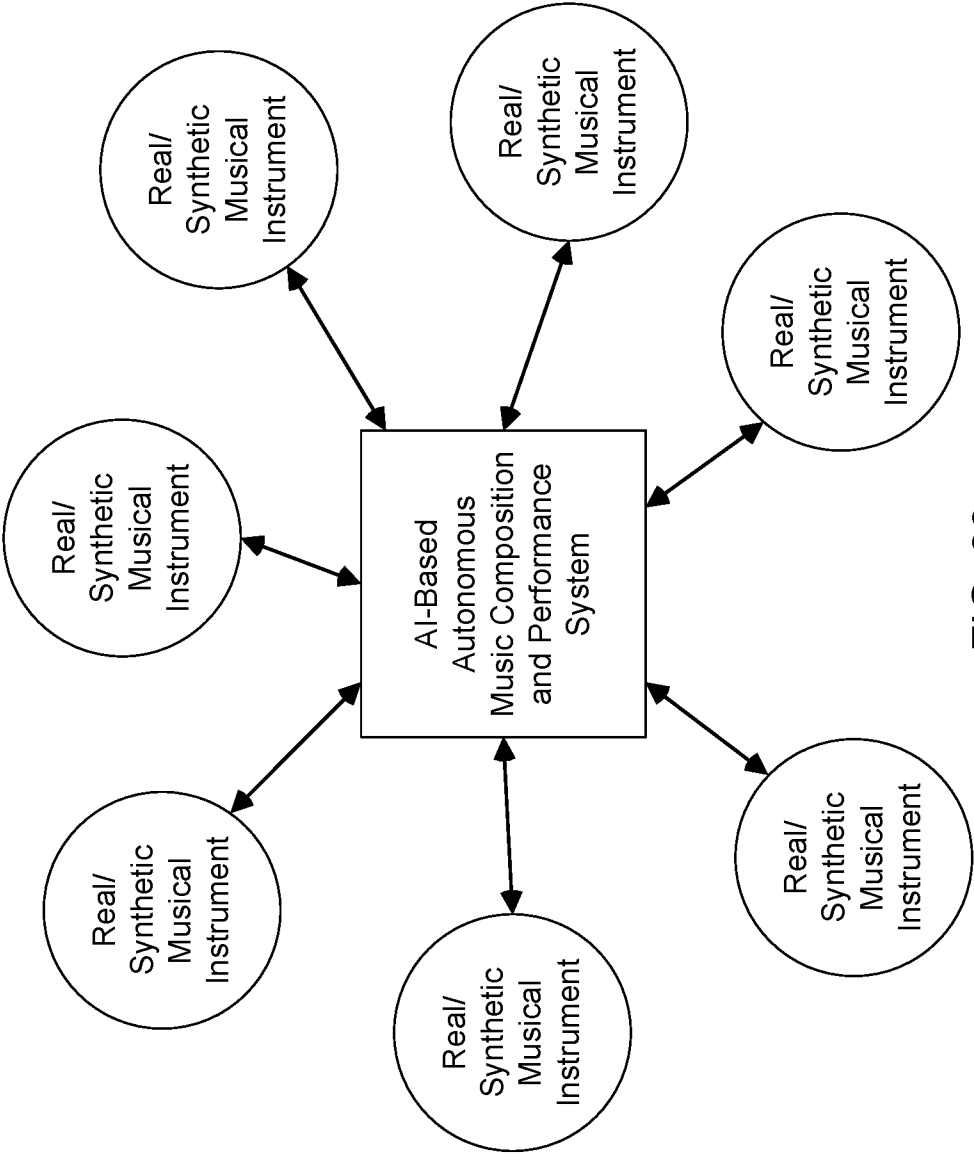 Real/
Synthetic
Musical
Instrument
Real/
Synthetic
Musical
Instrument
Real/
Synthetic
Musical
Instrument
Real/
Synthetic
Musical
Instrument
AI-Based
Autonomous
Music Composition
and Performance
System
Real/
Synthetic
Musical
Instrument
Real/
Synthetic
Musical
Instrument
Real/
Synthetic
Musical
Instrument
FIG.